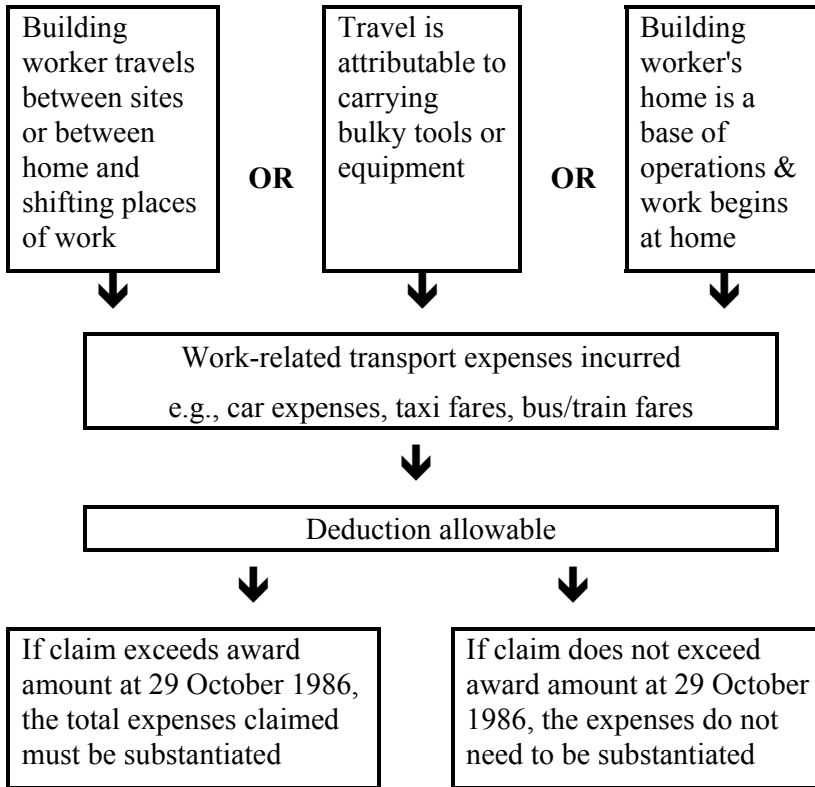 Building
worker travels
between sites
or between
home and
shifting places
of work
OR
Travel is
attributable to
carrying
bulky tools or
equipment
OR
Building
worker's
home is a
base of
operations &
work begins
at home
Work-related transport expenses incurred
e.g., car expenses, taxi fares, bus/train fares
Deduction allowable
If claim exceeds award
amount at 29 October 1986,
the total expenses claimed
must be substantiated
If claim does not exceed
award amount at 29 October
1986, the expenses do not
need to be substantiated